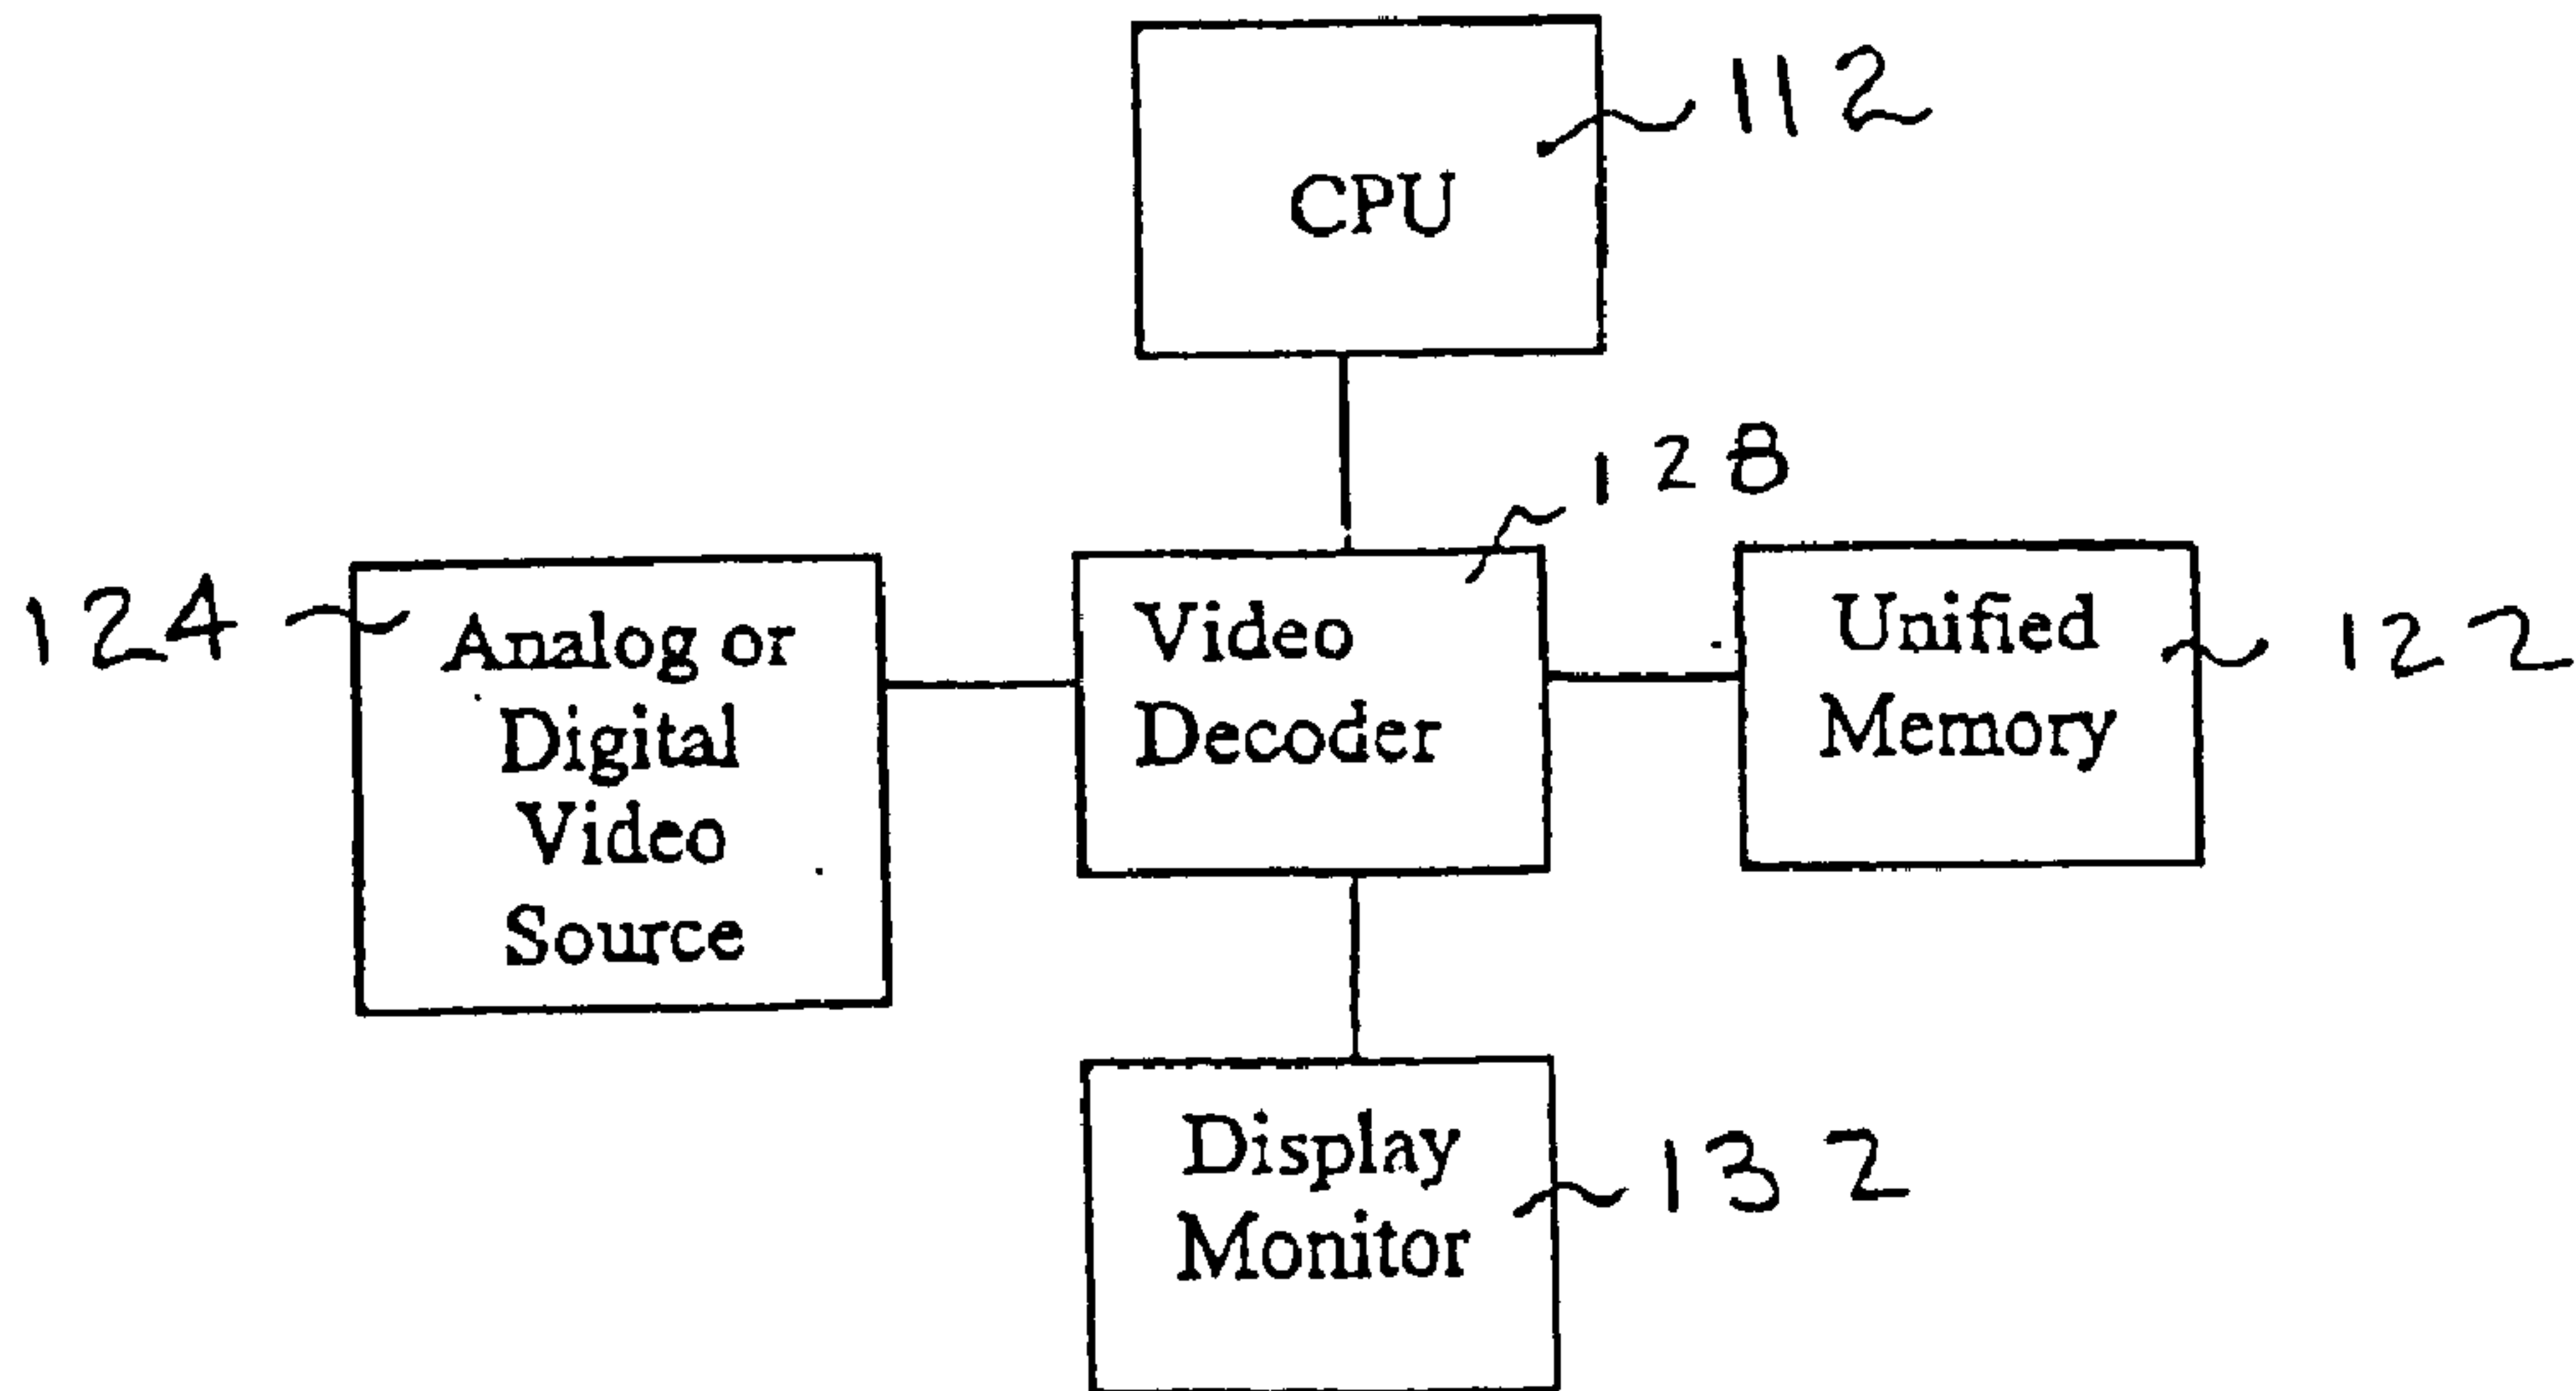 112
CPU
128
124
Analog or
Digital
Video
Source
Video
Decoder
Unified
Memory
122
Display
Monitor
132